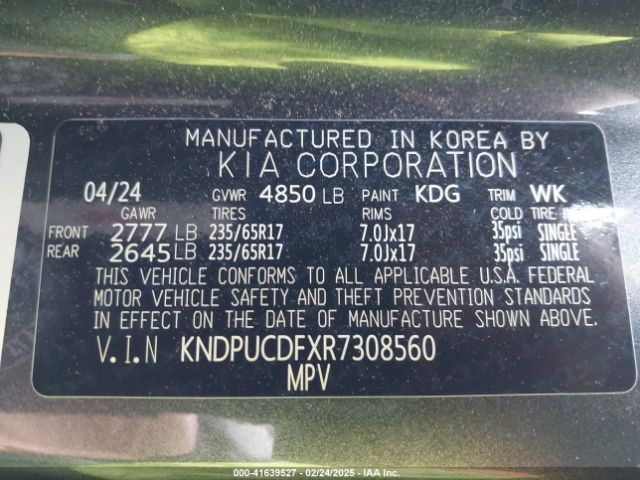 MANUFACTURED IN KOREA BY
KIA CORPORATION
04/24 GVWR 4850 LB PAINT KDG TRIM WK
GAWR TIRES RIMS COLD TIRE IN
FRONT 2777 LB 235/65R17 7.0Jx17 35psi SINGLE
REAR 2645 LB 235/65R17 7.0Jx17 35psi SINGLE
THIS VEHICLE CONFORMS TO ALL APPLICABLE U.S.A. FEDERAL
MOTOR VEHICLE SAFETY AND THEFT PREVENTION STANDARDS
IN EFFECT ON THE DATE OF MANUFACTURE SHOWN ABOVE.
V.I.N KNDPUCDFXR7308560
MPV
000-41639527 - 02/24/2025 - IAA Inc.